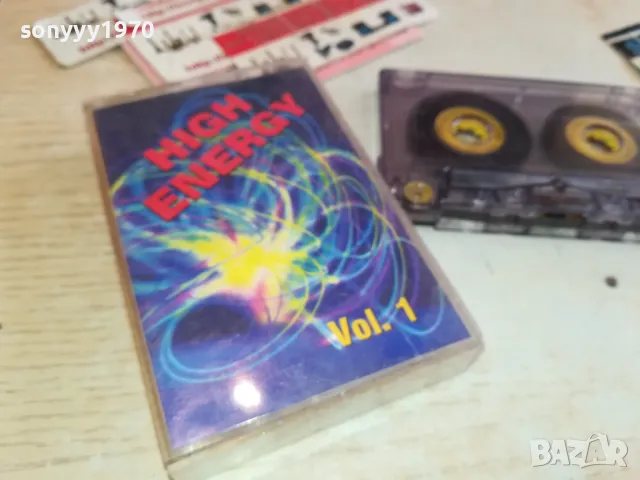 sonyyy1970
HIGH
ENERGY
Vol. 1
BAZAR